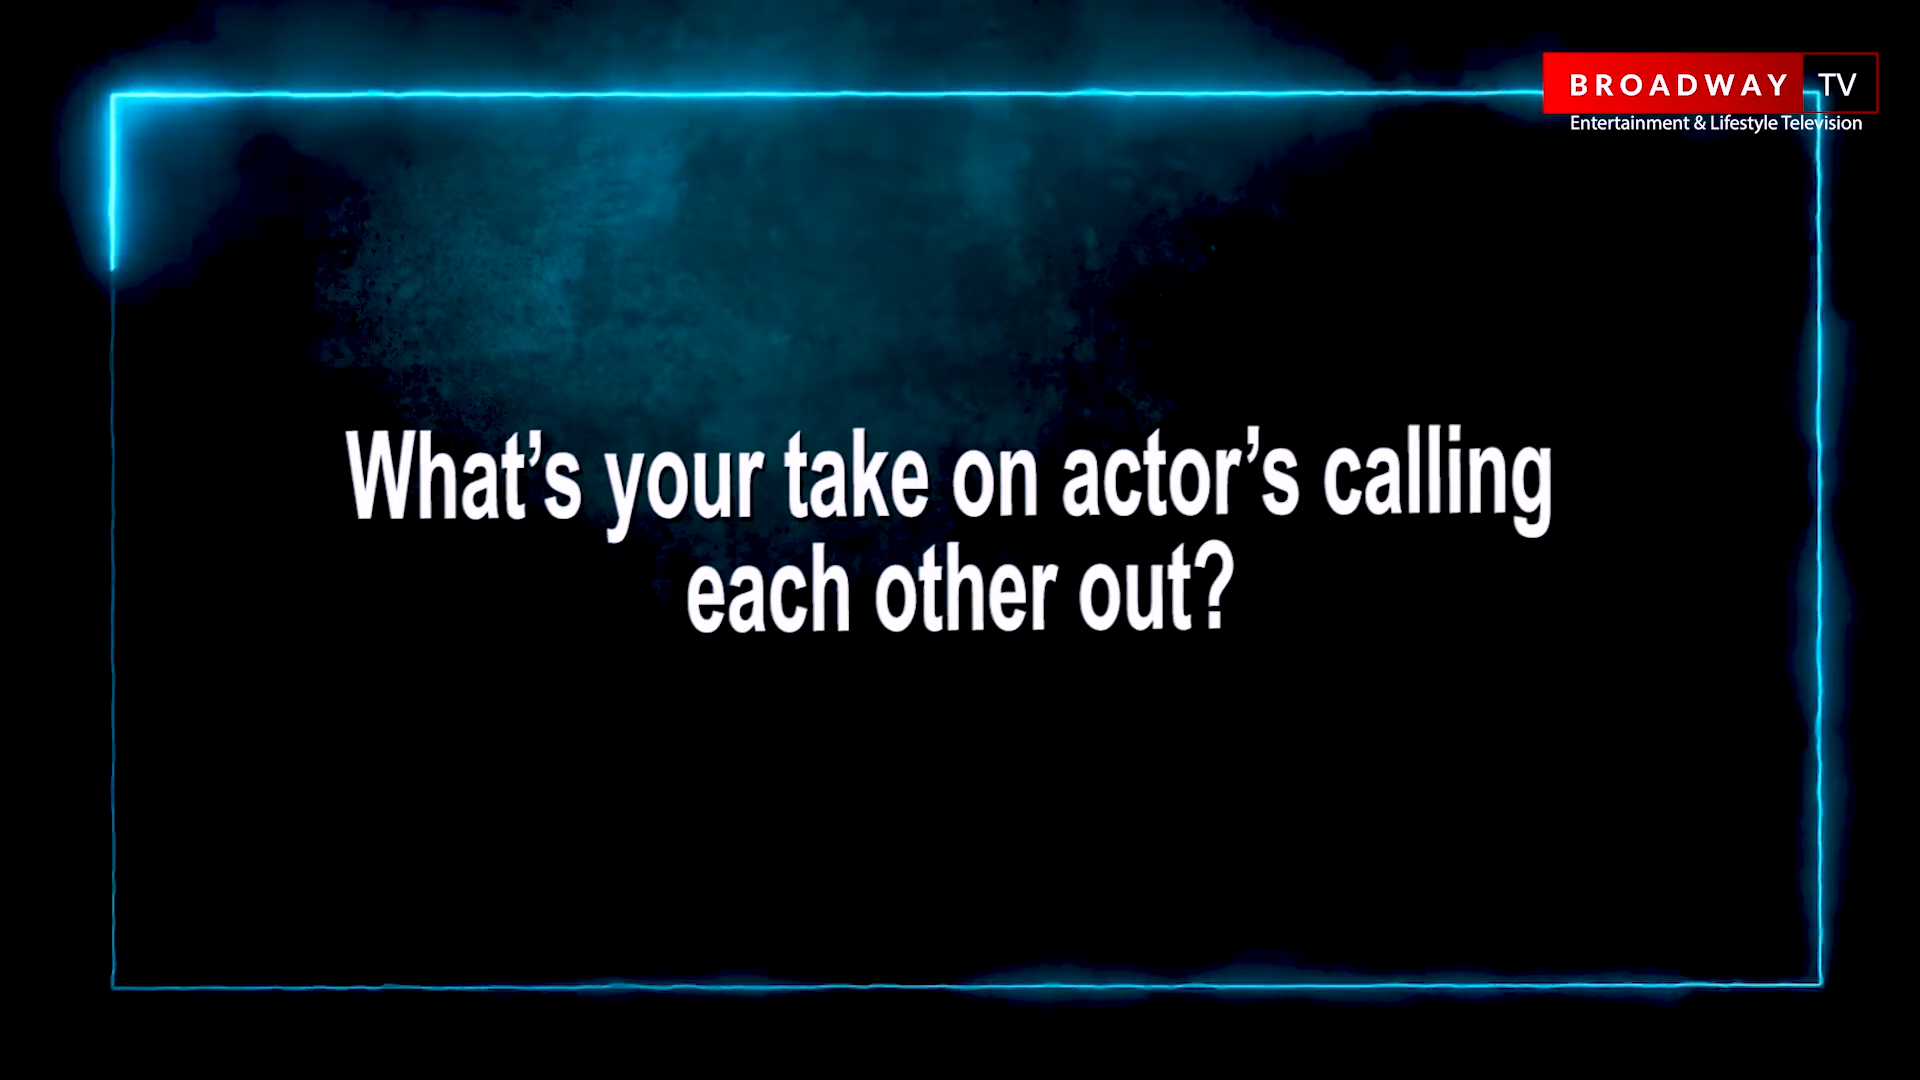 BROADWAY TV
Entertainment & Lifestyle Television
What’s your take on actor’s calling
each other out?